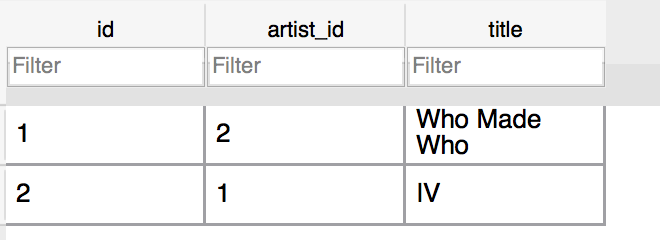 id artist_id title
Filter Filter Filter
1 2 Who Made
Who
2 1 IV